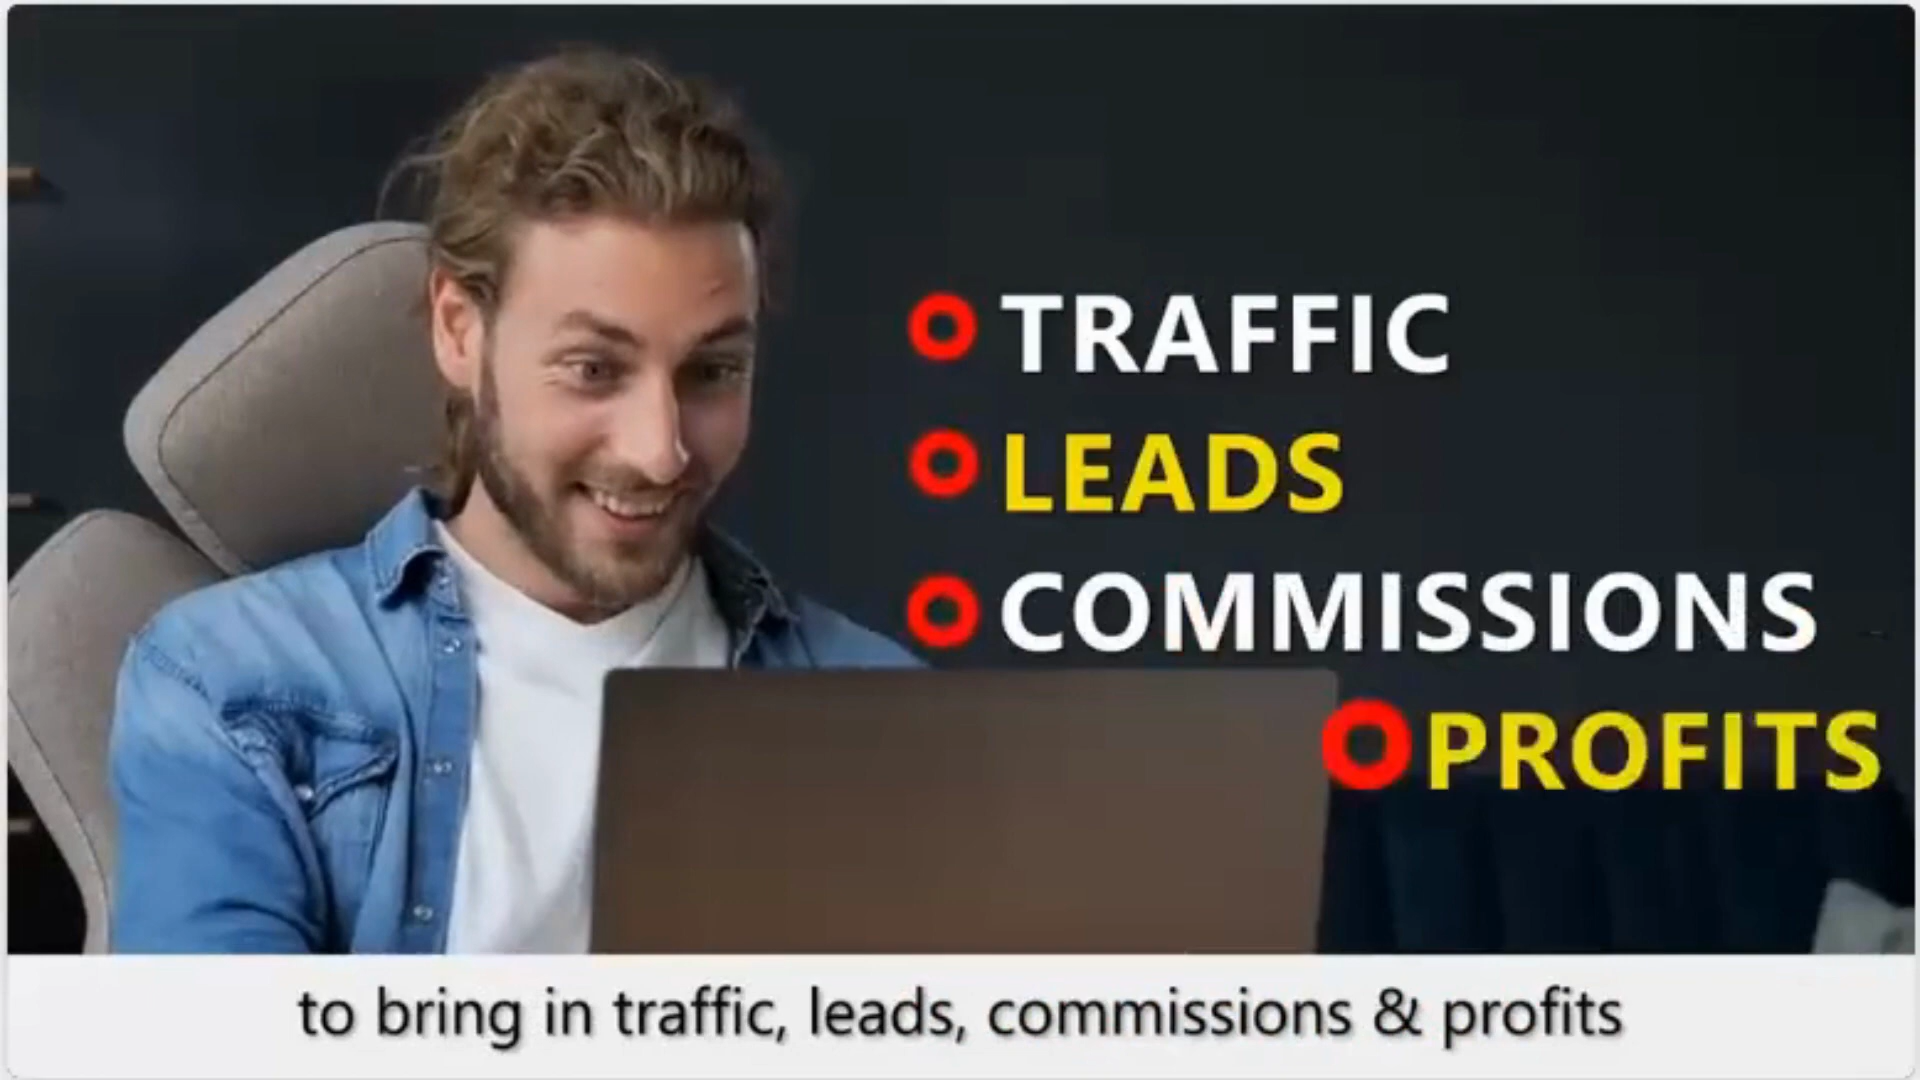 TRAFFIC
LEADS
COMMISSIONS
PROFITS
to bring in traffic, leads, commissions & profits